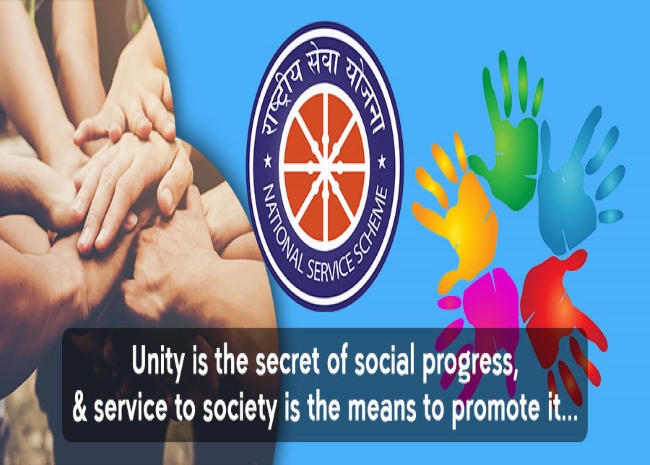 राष्ट्रीय सेवा योजना
NATIONAL SERVICE SCHEME
Unity is the secret of social progress,
& service to society is the means to promote it...